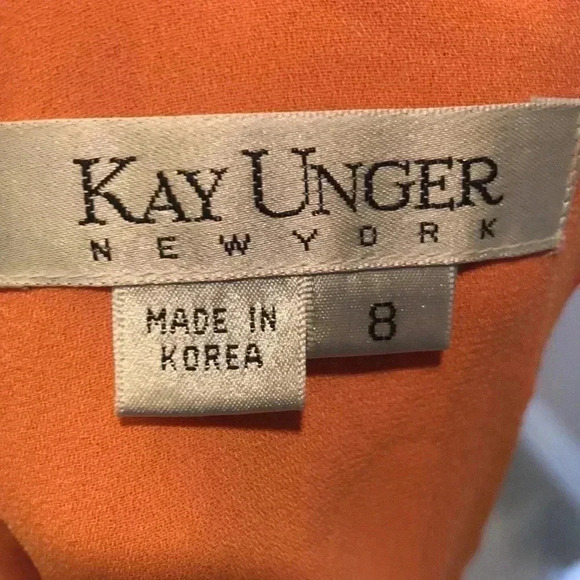 KAY UNGER
NEW YORK
MADE IN
KOREA
8